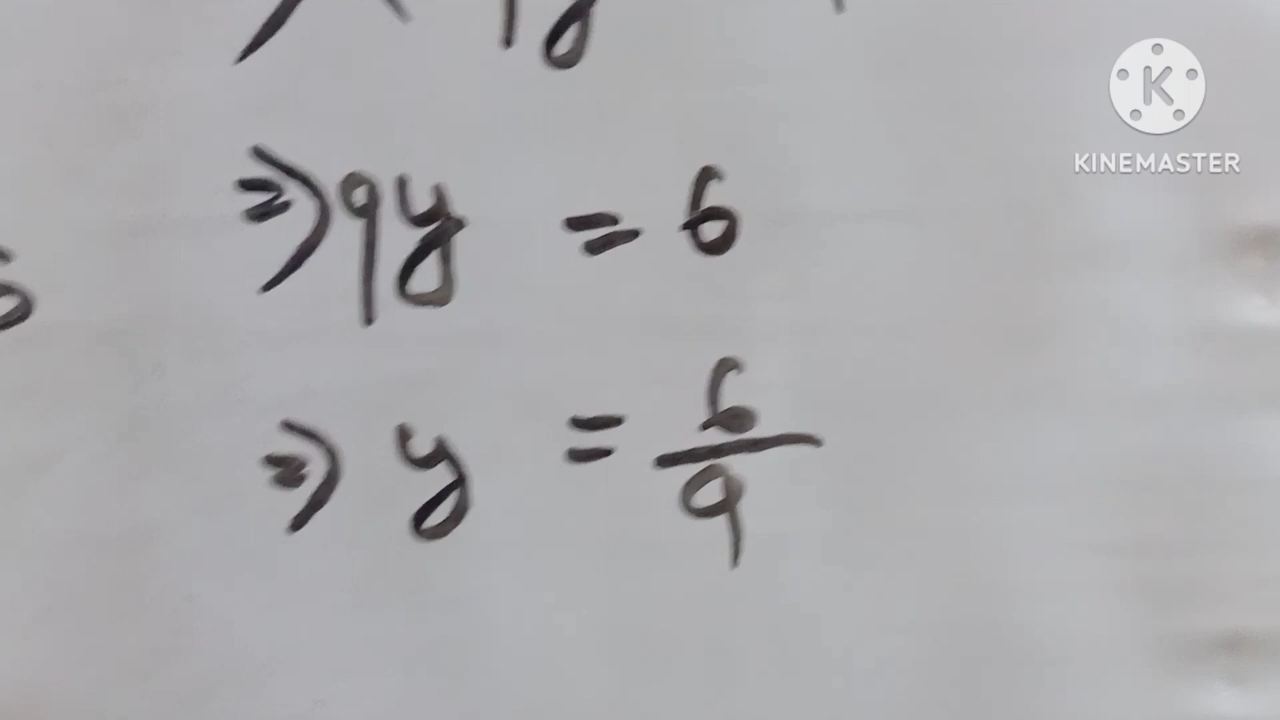 KINEMASTER
⇒ 9y = 6
⇒ y = 6/9